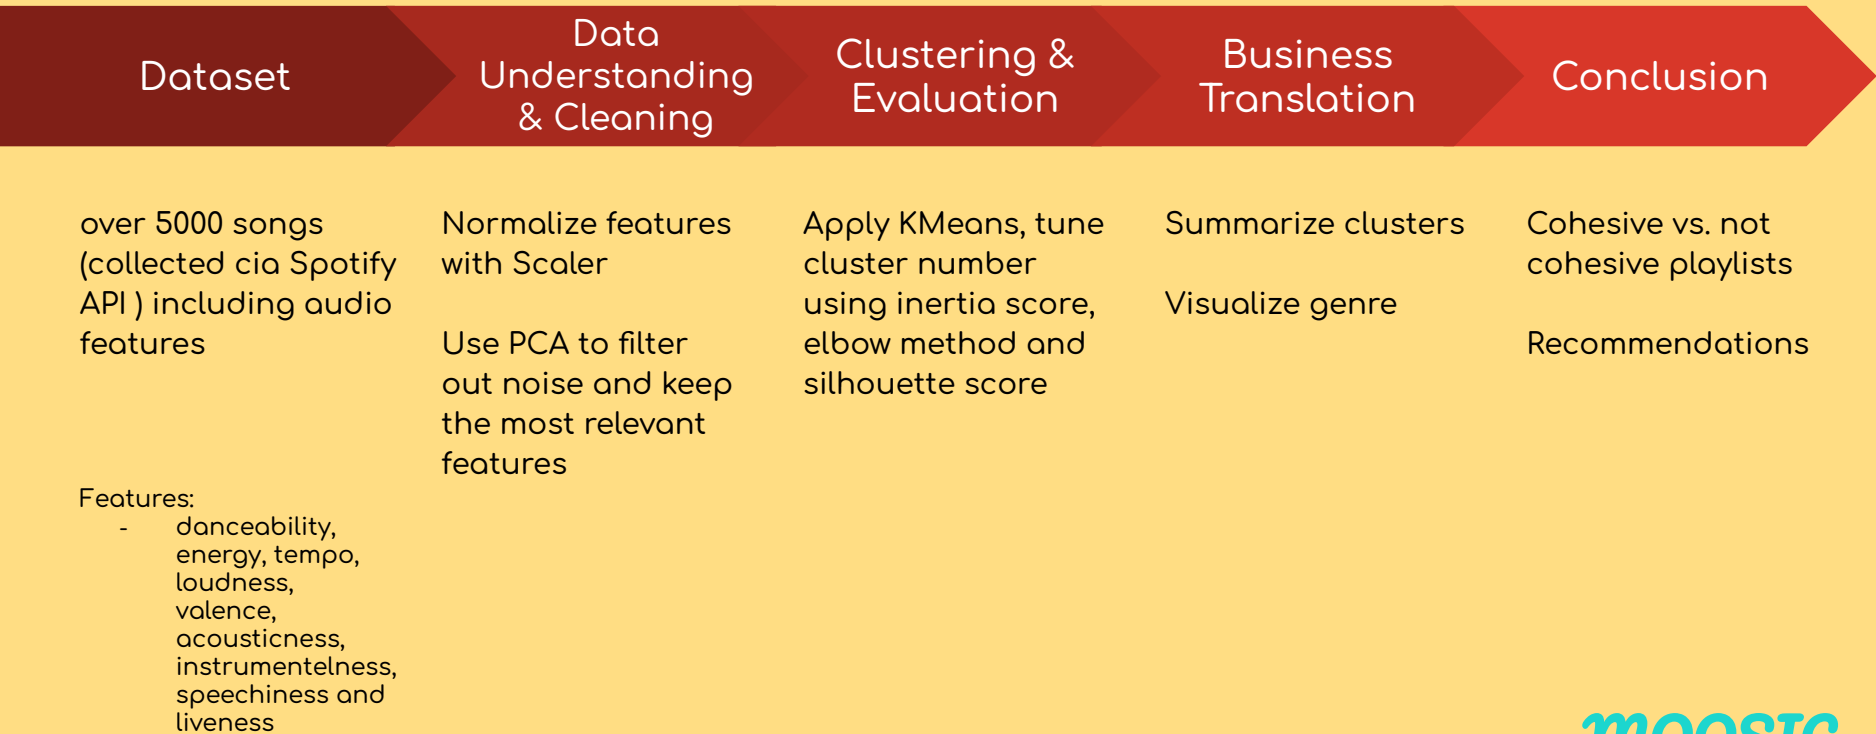 Dataset
Data
Understanding
& Cleaning
Clustering &
Evaluation
Business
Translation
Conclusion
over 5000 songs
(collected cia Spotify
API ) including audio
features
Features:
- danceability,
energy, tempo,
loudness,
valence,
acousticness,
instrumentelness,
speechiness and
liveness
Normalize features
with Scaler
Use PCA to filter
out noise and keep
the most relevant
features
Apply KMeans, tune
cluster number
using inertia score,
elbow method and
silhouette score
Summarize clusters
Visualize genre
Cohesive vs. not
cohesive playlists
Recommendations
moosic